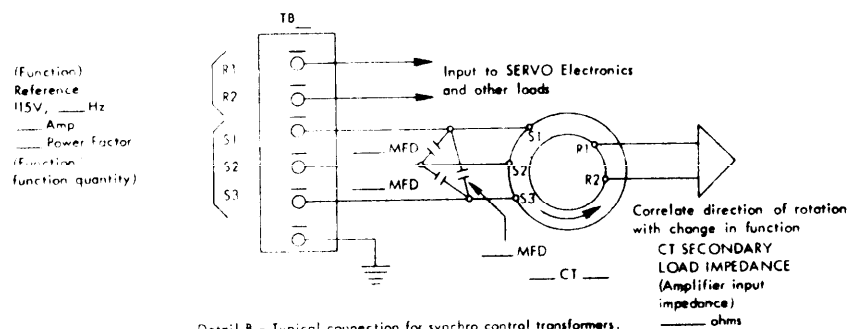 TB __
(Function)
Reference
115V, ___ Hz
___ Amp
___ Power Factor
(Function
function quantity)
R1
R2
S1
S2
S3
Input to SERVO Electronics
and other loads
___ MFD
___ MFD
___ MFD
S1
S2
S3
R1
R2
___ CT ___
Correlate direction of rotation
with change in function
CT SECONDARY
LOAD IMPEDANCE
(Amplifier input
impedance)
_____ ohms
Detail B - Typical connection for synchro control transformers.